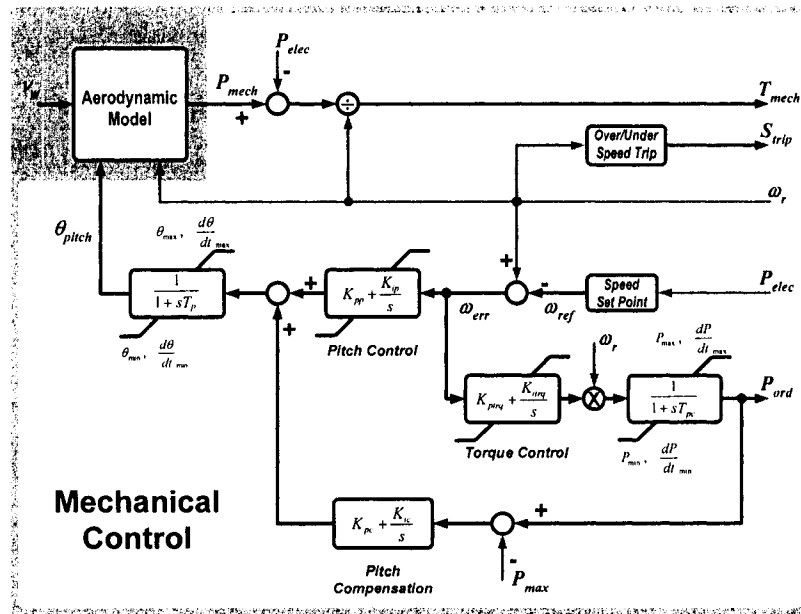 P_elec
V_w
Aerodynamic
Model
P_mech
-
+
÷
T_mech
Over/Under
Speed Trip
S_trip
ω_r
θ_pitch
θ_max, dθ/dt_max
1/(1 + sT_p)
θ_min, dθ/dt_min
+
+
K_pp + K_ip/s
Pitch Control
ω_err
+
-
ω_ref
Speed
Set Point
P_elec
K_ptrq + K_itrq/s
Torque Control
ω_r
X
P_max, dP/dt_max
1/(1 + sT_pc)
P_min, dP/dt_min
P_ord
Mechanical
Control
K_pc + K_ic/s
Pitch
Compensation
+
-
P_max